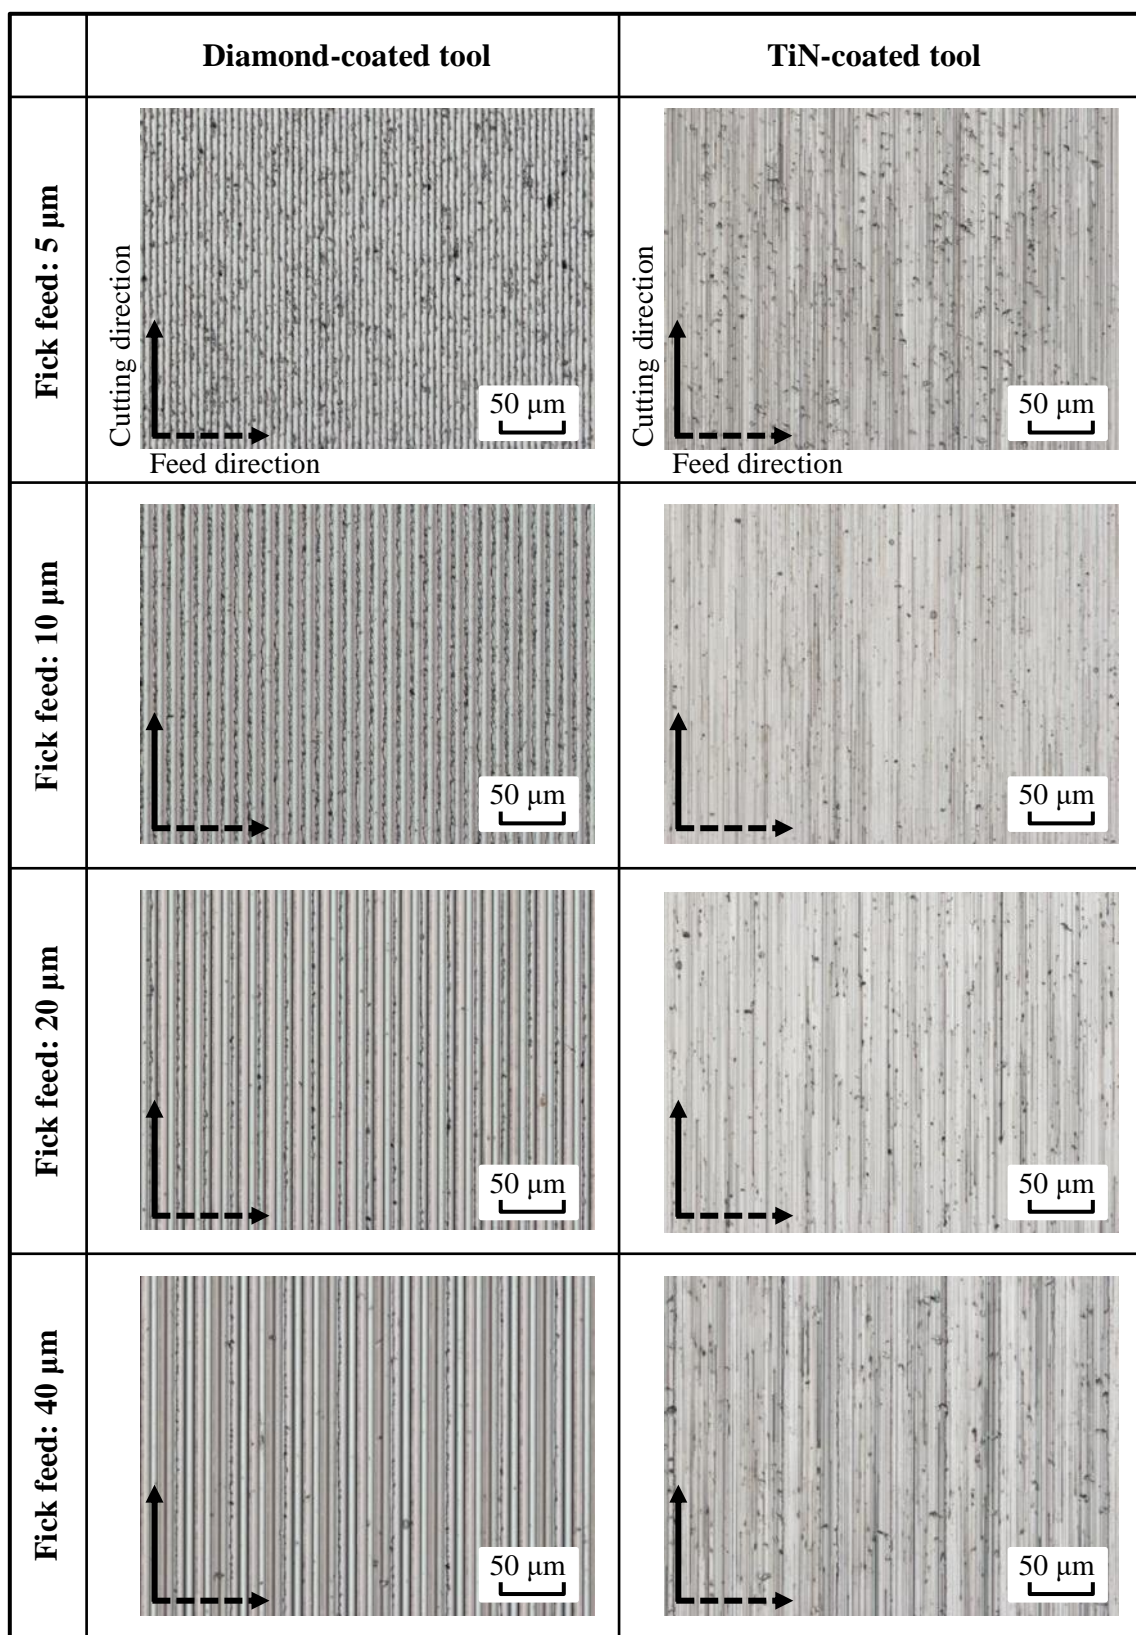 Diamond-coated tool
TiN-coated tool
Fick feed: 5 μm
Cutting direction
Feed direction
50 μm
Cutting direction
Feed direction
50 μm
Fick feed: 10 μm
50 μm
50 μm
Fick feed: 20 μm
50 μm
50 μm
Fick feed: 40 μm
50 μm
50 μm